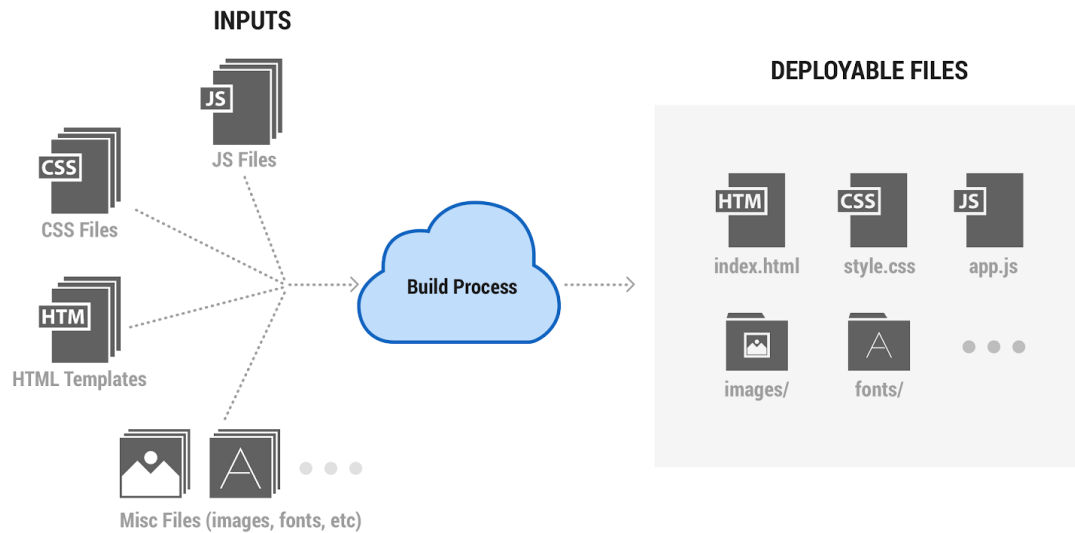 INPUTS
JS
JS Files
CSS
CSS Files
HTM
HTML Templates
A
Misc Files (images, fonts, etc)
Build Process
DEPLOYABLE FILES
HTM
CSS
JS
index.html
style.css
app.js
A
images/
fonts/